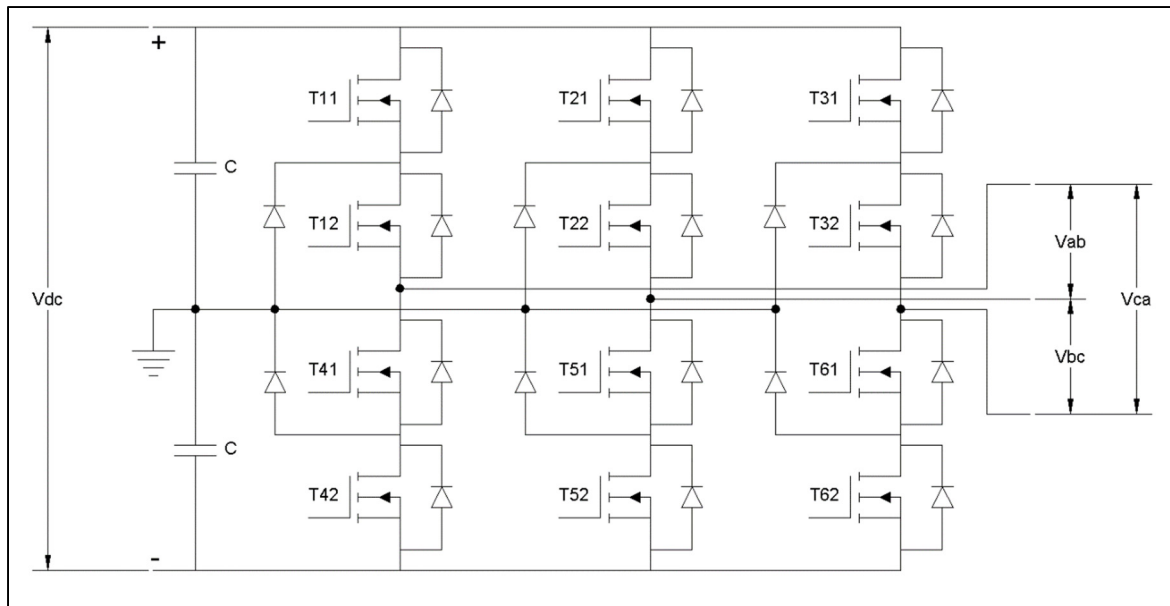 +
T11 T21 T31
C
T12 T22 T32
Vab
Vdc
Vca
Vbc
T41 T51 T61
C
T42 T52 T62
-